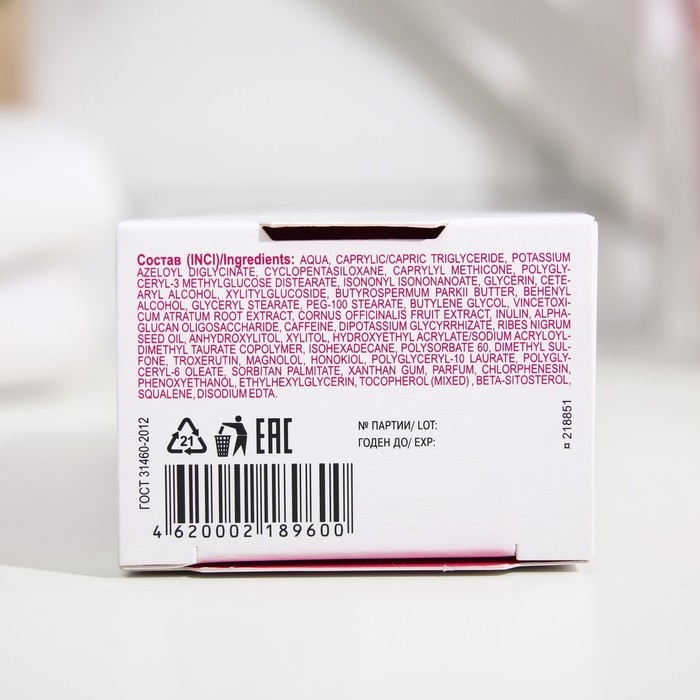 Состав (INCI)/Ingredients: AQUA, CAPRYLIC/CAPRIC TRIGLYCERIDE, POTASSIUM
AZELOYL DIGLYCINATE, CYCLOPENTASILOXANE, CAPRYLYL METHICONE, POLYGLY-
CERYL-3 METHYLGLUCOSE DISTEARATE, ISONONYL ISONONANOATE, GLYCERIN, CETE-
ARYL ALCOHOL, XYLITYLGLUCOSIDE, BUTYROSPERMUM PARKII BUTTER, BEHENYL
ALCOHOL, GLYCERYL STEARATE, PEG-100 STEARATE, BUTYLENE GLYCOL, VINCETOXI-
CUM ATRATUM ROOT EXTRACT, CORNUS OFFICINALIS FRUIT EXTRACT, INULIN, ALPHA-
GLUCAN OLIGOSACCHARIDE, CAFFEINE, DIPOTASSIUM GLYCYRRHIZATE, RIBES NIGRUM
SEED OIL, ANHYDROXYLITOL, XYLITOL, HYDROXYETHYL ACRYLATE/SODIUM ACRYLOYL-
DIMETHYL TAURATE COPOLYMER, ISOHEXADECANE, POLYSORBATE 60, DIMETHYL SUL-
FONE, TROXERUTIN, MAGNOLOL, HONOKIOL, POLYGLYCERYL-10 LAURATE, POLYGLY-
CERYL-6 OLEATE, SORBITAN PALMITATE, XANTHAN GUM, PARFUM, CHLORPHENESIN,
PHENOXYETHANOL, ETHYLHEXYLGLYCERIN, TOCOPHEROL (MIXED) , BETA-SITOSTEROL,
SQUALENE, DISODIUM EDTA.
ГОСТ 31460-2012
21
EAC
№ ПАРТИИ/ LOT:
ГОДЕН ДО/ EXP:
¤ 218851
4 620002 189600